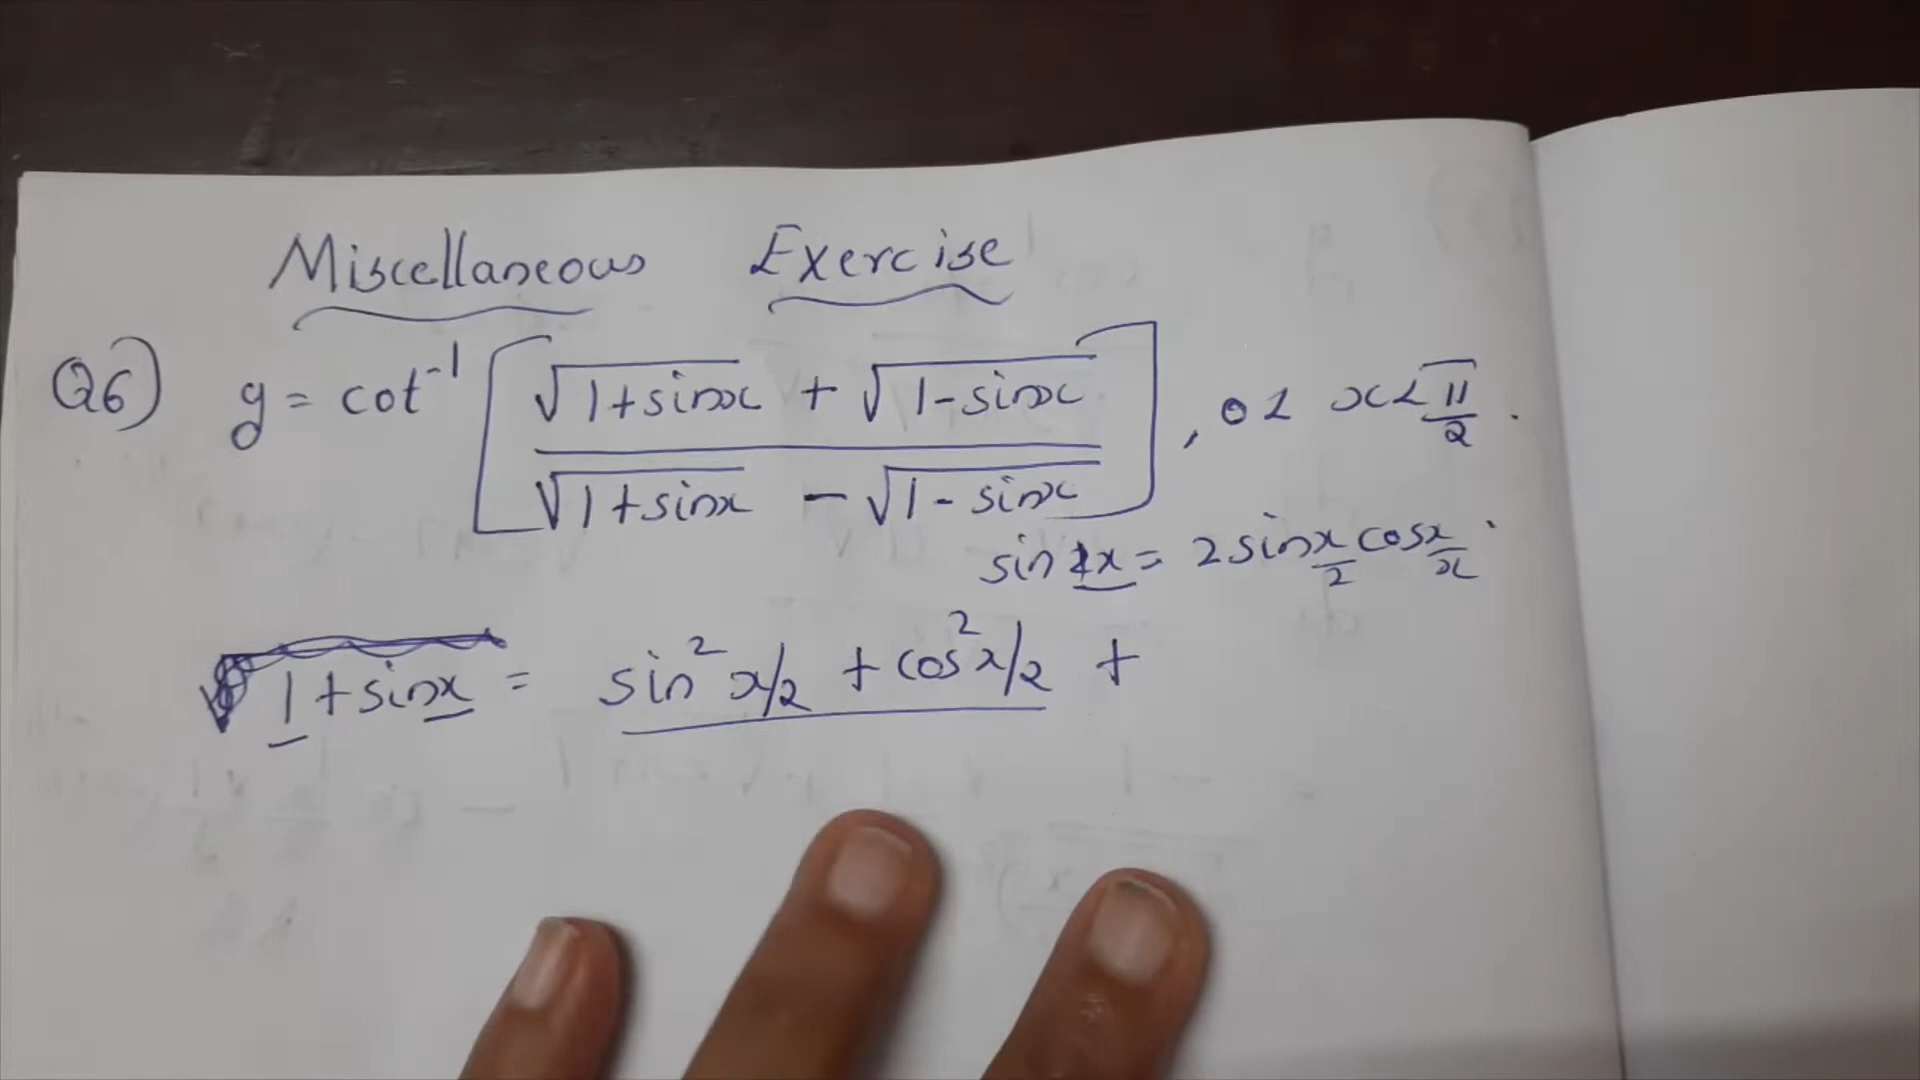 Miscellaneous Exercise
Q6) y = cot⁻¹ [ (√(1+sinx) + √(1-sinx)) / (√(1+sinx) - √(1-sinx)) ] , 0 < x < π/2 .
sin x = 2 sin x/2 cos x/x
1 + sinx = sin² x/2 + cos² x/2 +